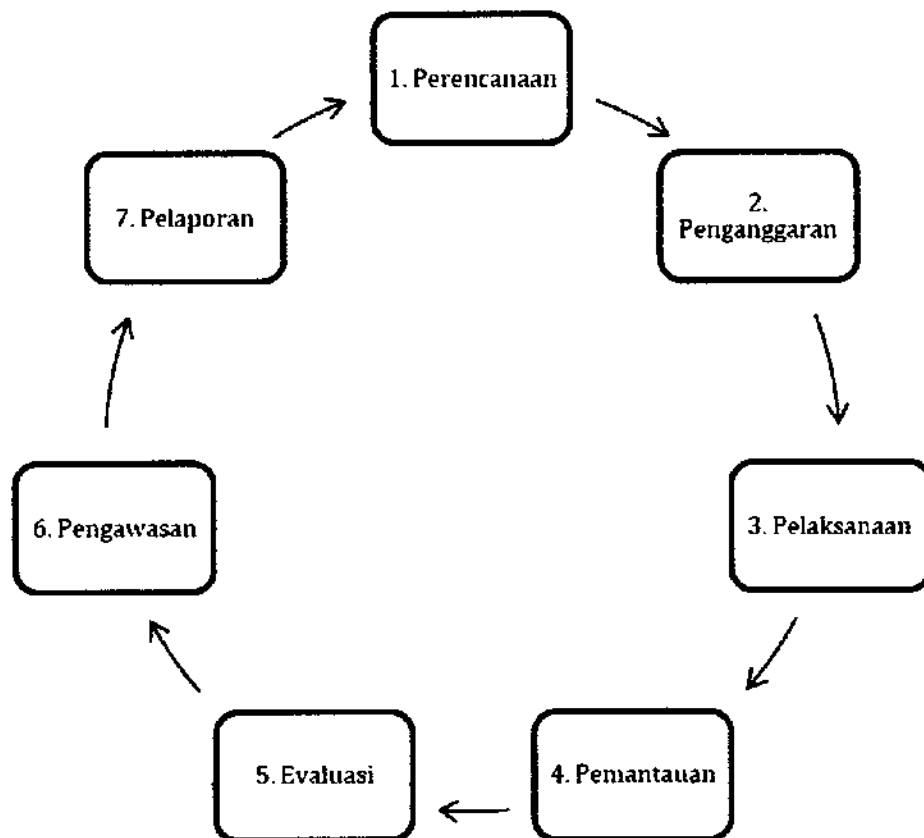 1. Perencanaan
2.
Penganggaran
3. Pelaksanaan
4. Pemantauan
5. Evaluasi
6. Pengawasan
7. Pelaporan